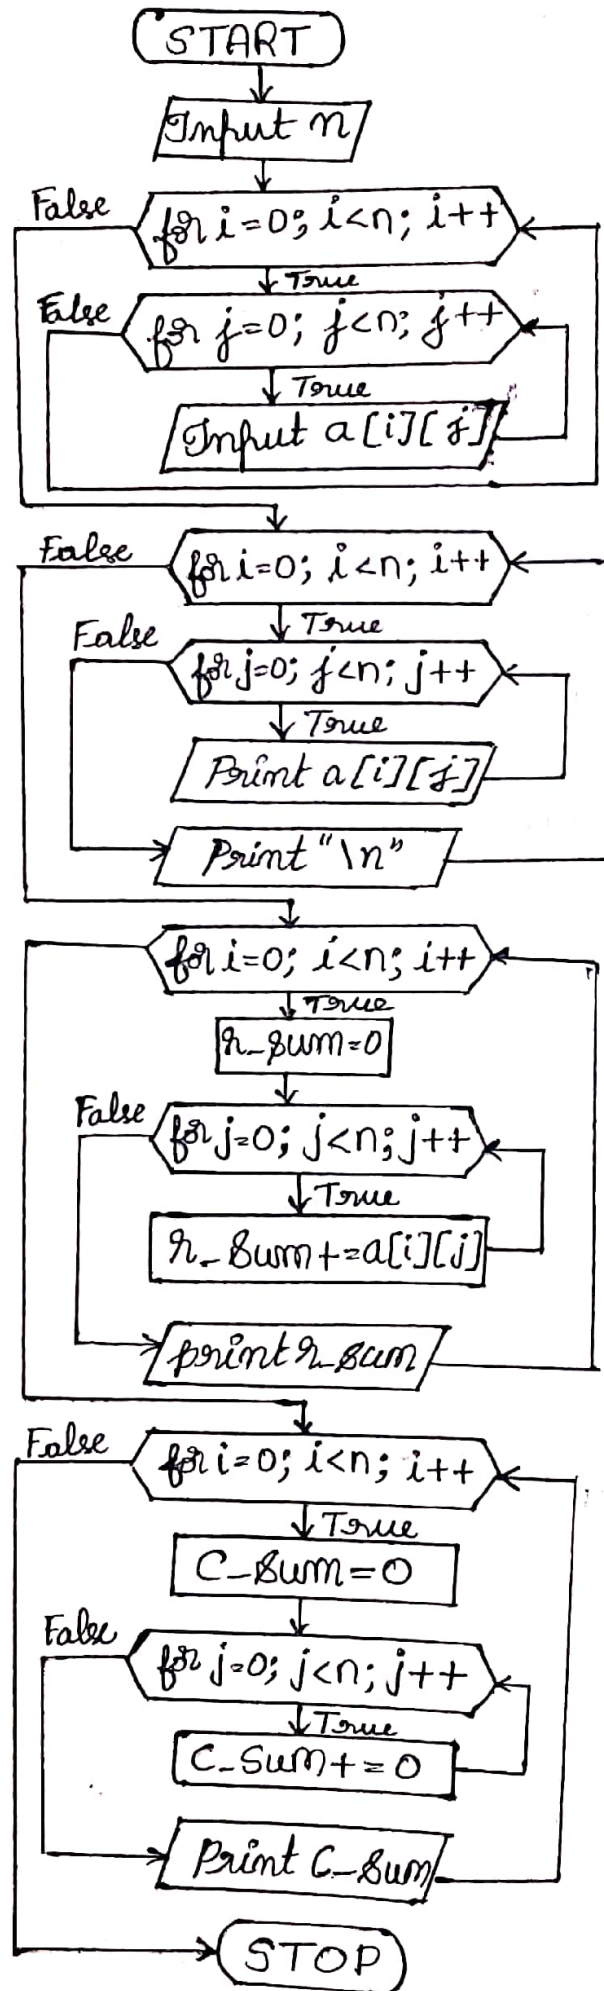 START
Input n
False
for i=0; i<n; i++
True
False
for j=0; j<n; j++
True
Input a[i][j]
False
for i=0; i<n; i++
True
False
for j=0; j<n; j++
True
Print a[i][j]
Print "\n"
for i=0; i<n; i++
True
r_sum=0
False
for j=0; j<n; j++
True
r_sum+=a[i][j]
print r_sum
False
for i=0; i<n; i++
True
C_sum=0
False
for j=0; j<n; j++
True
C_sum+=0
Print C_sum
STOP